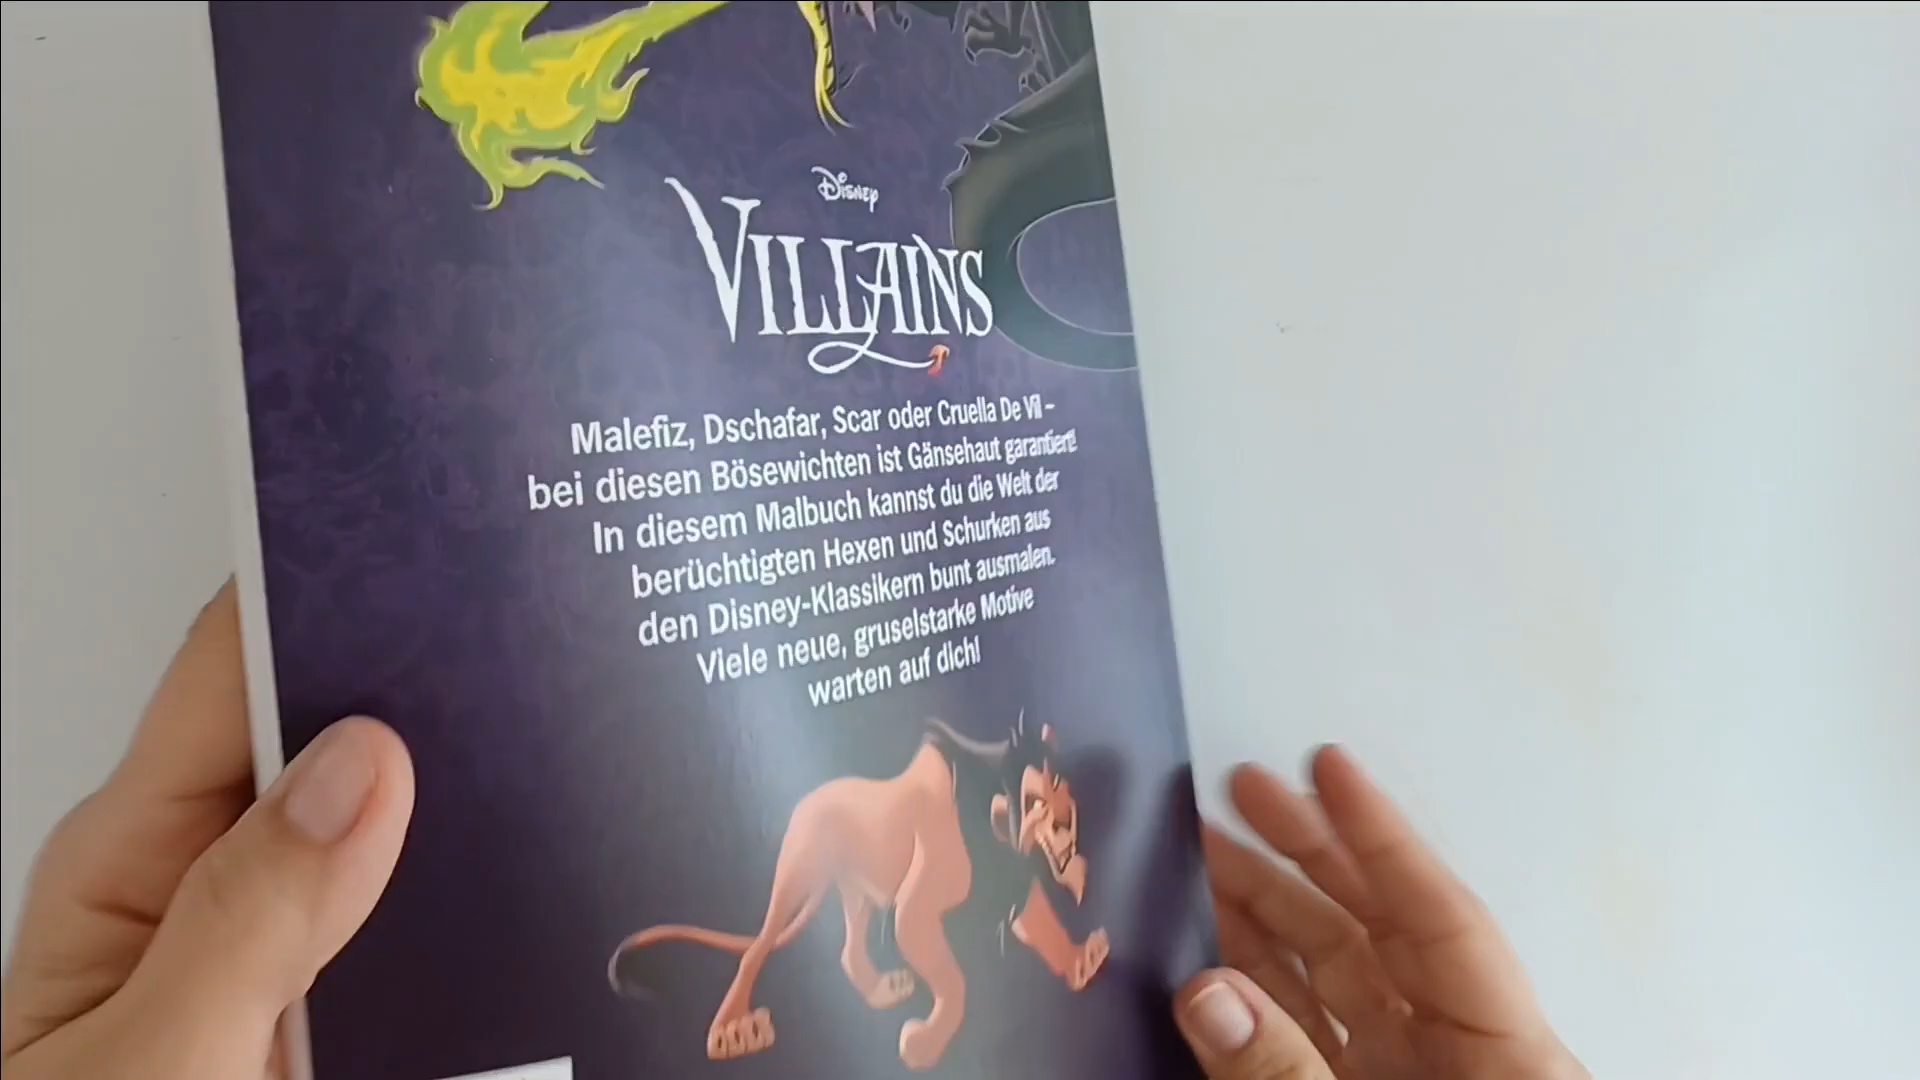 Disney
VILLAINS
Malefiz, Dschafar, Scar oder Cruella De Vil –
bei diesen Bösewichten ist Gänsehaut garantiert!
In diesem Malbuch kannst du die Welt der
berüchtigten Hexen und Schurken aus
den Disney-Klassikern bunt ausmalen.
Viele neue, gruselstarke Motive
warten auf dich!